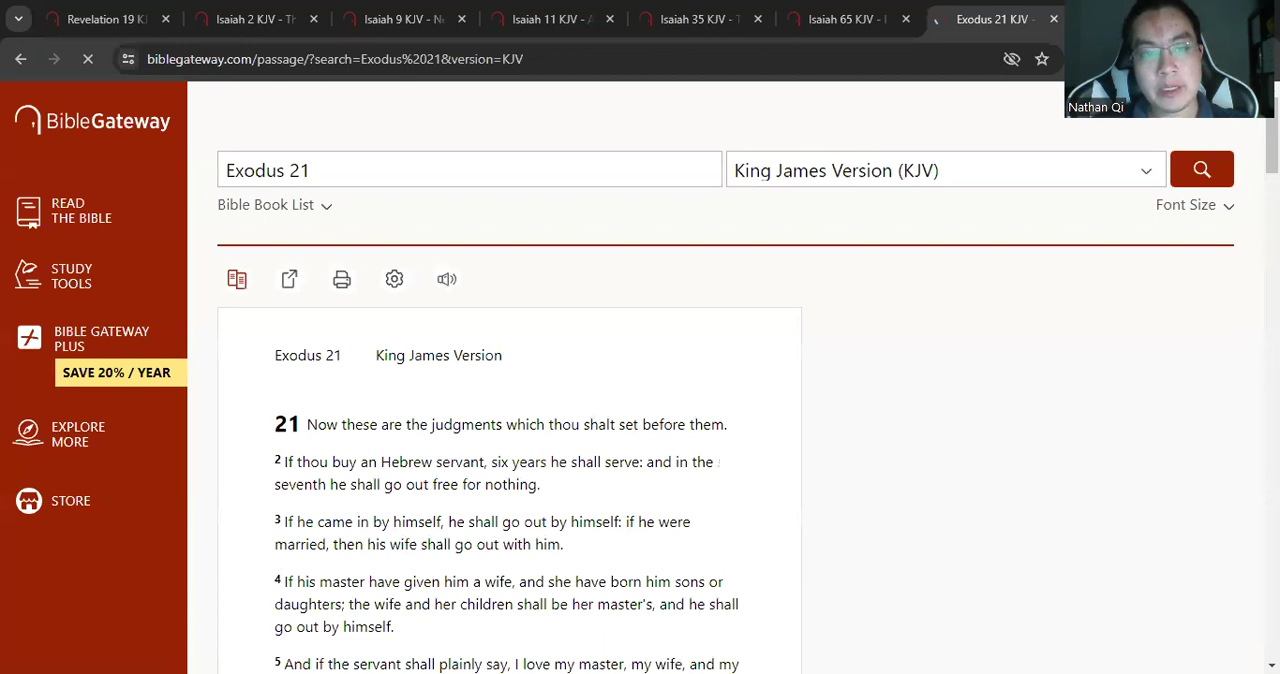 Revelation 19 KJ
Isaiah 2 KJV - Th
Isaiah 9 KJV - N
Isaiah 11 KJV - A
Isaiah 35 KJV - T
Isaiah 65 KJV - I
Exodus 21 KJV -
biblegateway.com/passage/?search=Exodus%2021&version=KJV
Nathan Qi
BibleGateway
Exodus 21
King James Version (KJV)
Bible Book List
Font Size
READ
THE BIBLE
STUDY
TOOLS
BIBLE GATEWAY
PLUS
SAVE 20% / YEAR
EXPLORE
MORE
STORE
Exodus 21 King James Version
21 Now these are the judgments which thou shalt set before them.
2 If thou buy an Hebrew servant, six years he shall serve: and in the
seventh he shall go out free for nothing.
3 If he came in by himself, he shall go out by himself: if he were
married, then his wife shall go out with him.
4 If his master have given him a wife, and she have born him sons or
daughters; the wife and her children shall be her master's, and he shall
go out by himself.
5 And if the servant shall plainly say, I love my master, my wife, and my